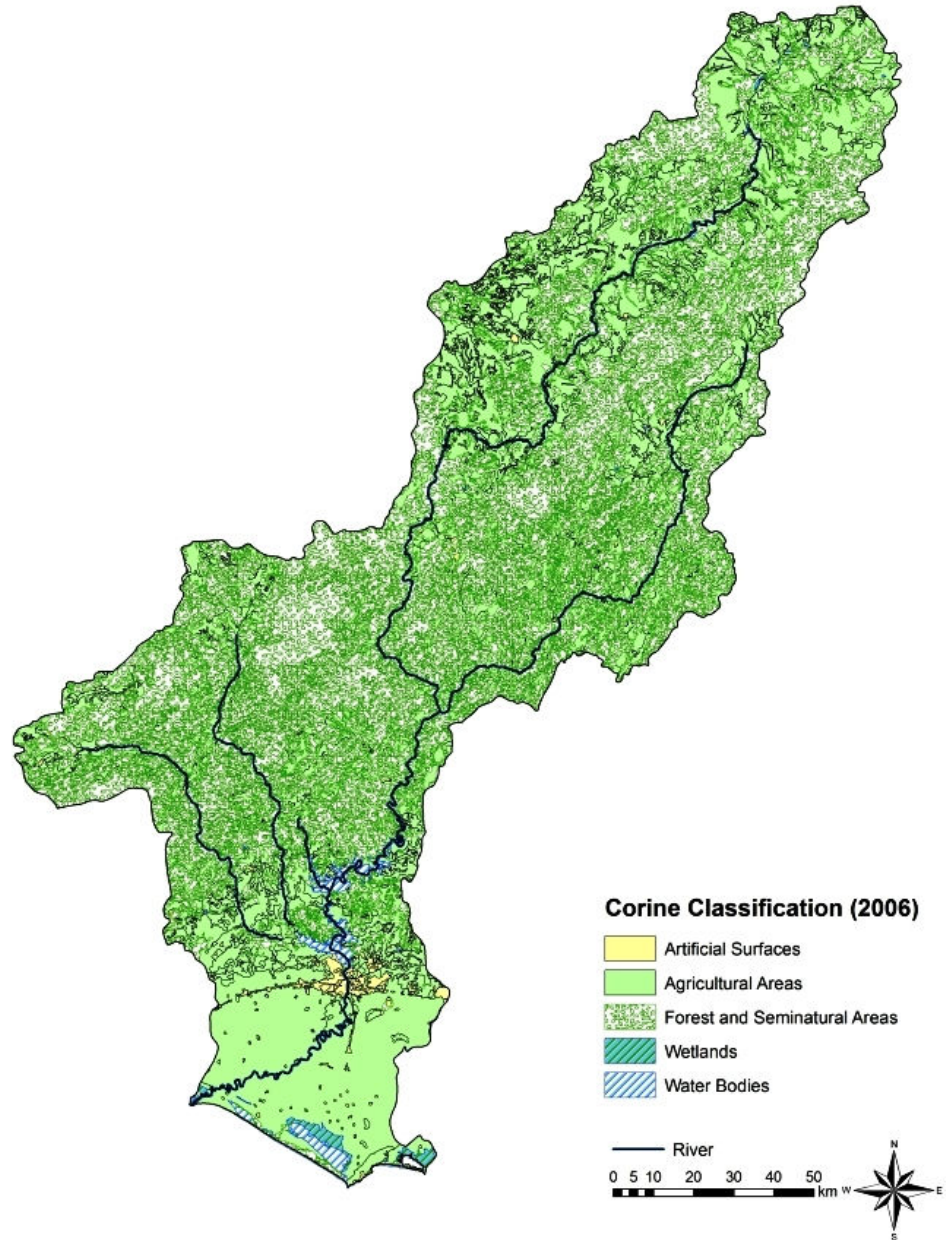 Corine Classification (2006)
Artificial Surfaces
Agricultural Areas
Forest and Seminatural Areas
Wetlands
Water Bodies
River
0 5 10 20 30 40 50
km
N
W E
S